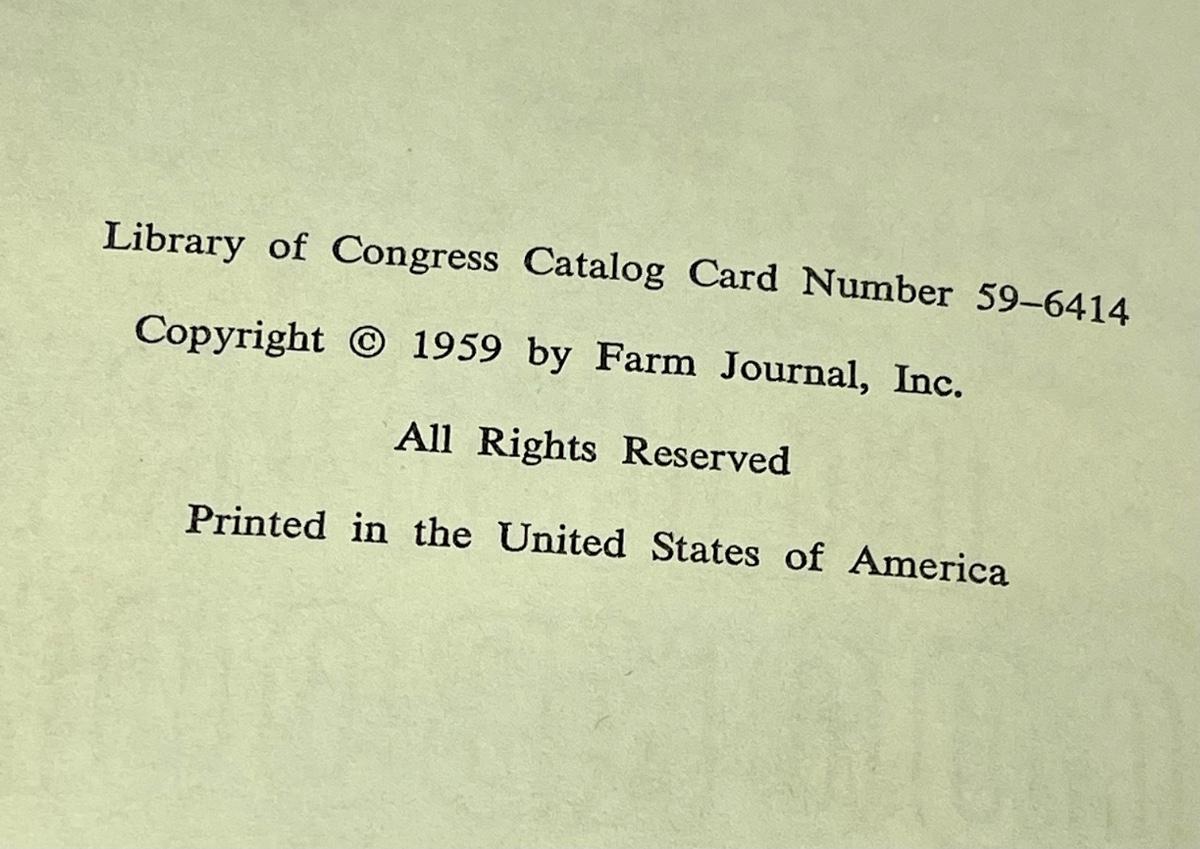 Library of Congress Catalog Card Number 59–6414
Copyright © 1959 by Farm Journal, Inc.
All Rights Reserved
Printed in the United States of America